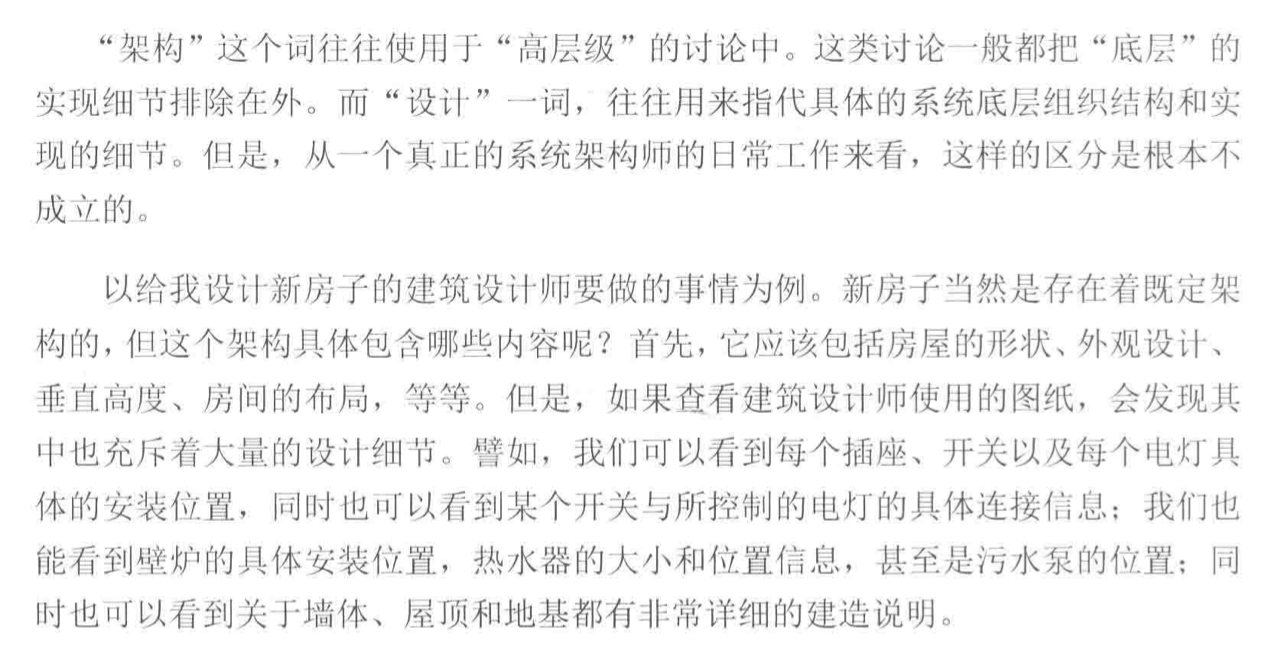 “架构”这个词往往使用于“高层级”的讨论中。这类讨论一般都把“底层”的
实现细节排除在外。而“设计”一词，往往用来指代具体的系统底层组织结构和实
现的细节。但是，从一个真正的系统架构师的日常工作来看，这样的区分是根本不
成立的。
以给我设计新房子的建筑设计师要做的事情为例。新房子当然是存在着既定架
构的，但这个架构具体包含哪些内容呢？首先，它应该包括房屋的形状、外观设计、
垂直高度、房间的布局，等等。但是，如果查看建筑设计师使用的图纸，会发现其
中也充斥着大量的设计细节。譬如，我们可以看到每个插座、开关以及每个电灯具
体的安装位置，同时也可以看到某个开关与所控制的电灯的具体连接信息；我们也
能看到壁炉的具体安装位置，热水器的大小和位置信息，甚至是污水泵的位置；同
时也可以看到关于墙体、屋顶和地基都有非常详细的建造说明。